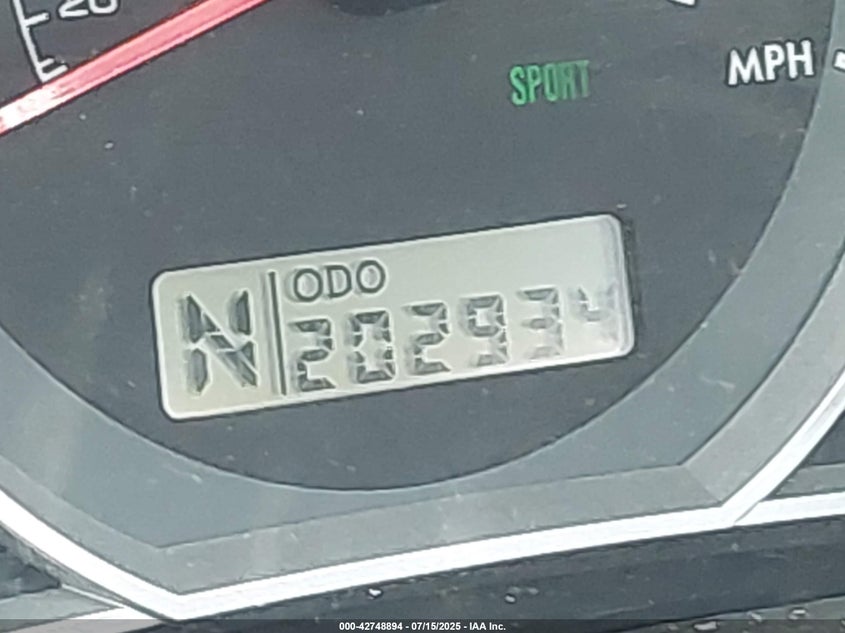 20
SPORT
MPH
ODO
N 202934
000-42748894 - 07/15/2025 - IAA Inc.